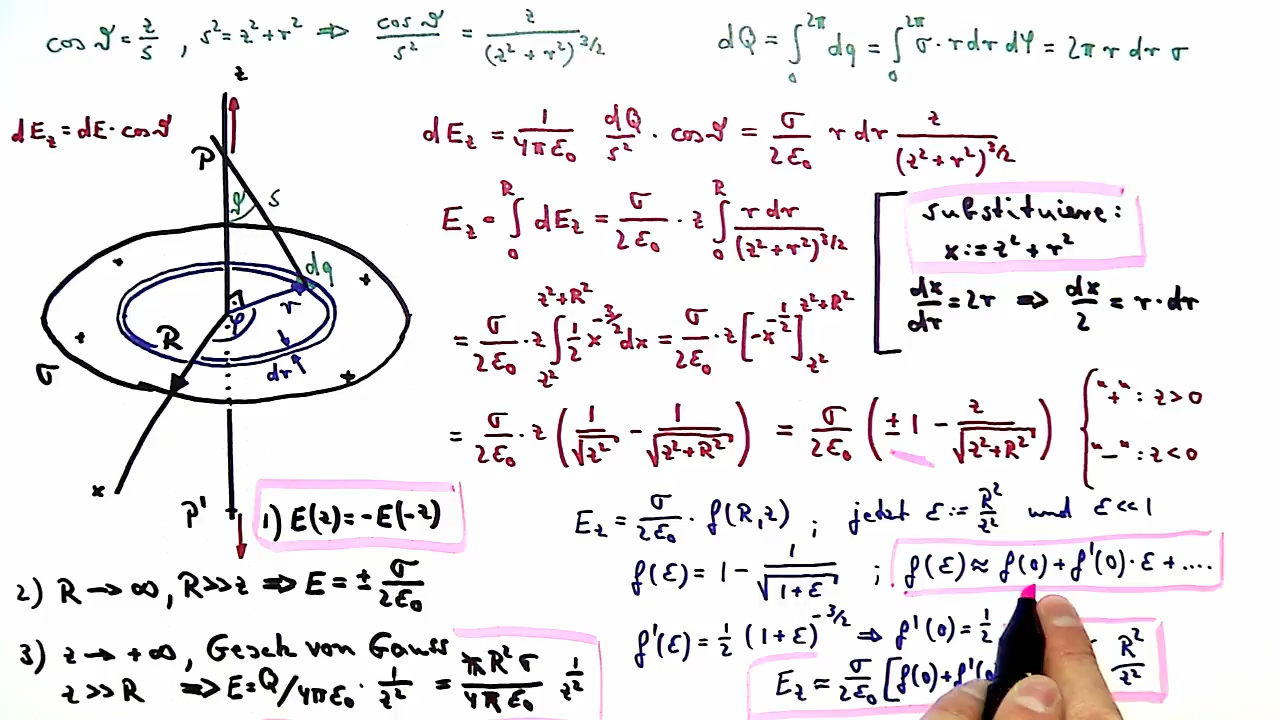 cos ϑ = z/s , s² = z² + r² ⇒ cos ϑ/s² = z/(z² + r²)^3/2
dQ = ∫₀^2π dq = ∫₀^2π σ · r dr dφ = 2π r dr σ
z
dE_z = dE · cos ϑ
P
ϑ
s
dq
r
φ
R
dr
σ
x
P'
dE_z = 1/(4πε₀) dQ/s² · cos ϑ = σ/(2ε₀) r dr z/(z² + r²)^3/2
E_z = ∫₀^R dE_z = σ/(2ε₀) · z ∫₀^R r dr/(z² + r²)^3/2
substituiere:
x := z² + r²
dx/dr = 2r ⇒ dx/2 = r · dr
= σ/(2ε₀) · z ∫_{z²}^{z²+R²} 1/2 x^-3/2 dx = σ/(2ε₀) · z [-x^-1/2]_{z²}^{z²+R²}
= σ/(2ε₀) · z (1/√z² - 1/√(z²+R²)) = σ/(2ε₀) (± 1 - z/√(z²+R²))
"+" : z > 0
"-" : z < 0
1) E(z) = -E(-z)
E_z = σ/(2ε₀) · f(R,z) ; jetzt ε := R²/z² und ε << 1
f(ε) = 1 - 1/√(1+ε) ; f(ε) ≈ f(0) + f'(0) · ε + ....
2) R → ∞, R >> z ⇒ E = ± σ/(2ε₀)
f'(ε) = 1/2 (1+ε)^-3/2 ⇒ f'(0) = 1/2
3) z → +∞, Gesetz von Gauss
z >> R ⇒ E = Q/4πε₀ · 1/z² = πR²σ/(4πε₀) 1/z²
E_z ≈ σ/(2ε₀) [f(0) + f'(0) R²/z²